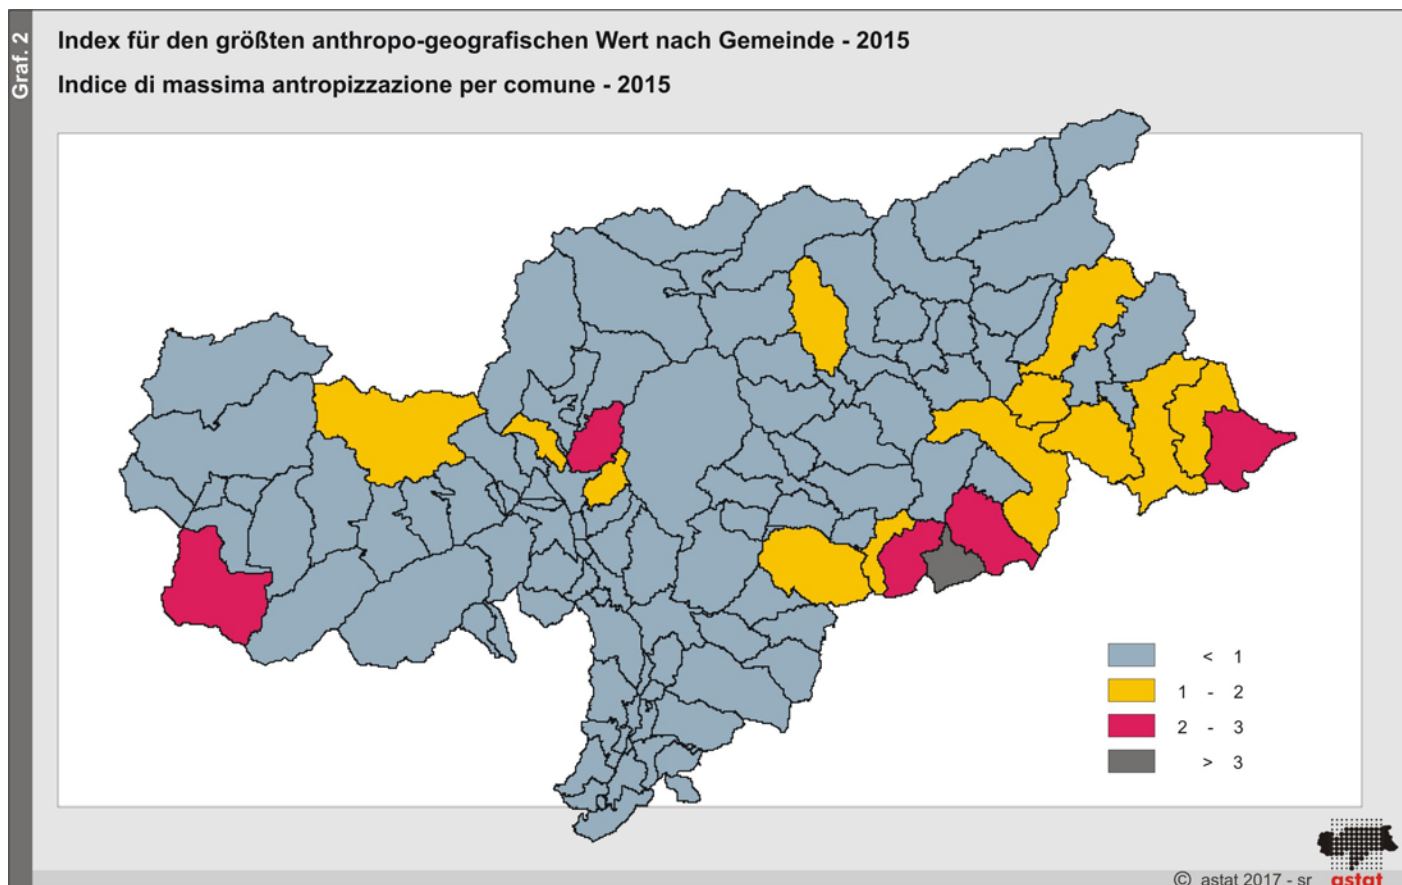 Graf. 2
Index für den größten anthropo-geografischen Wert nach Gemeinde - 2015
Indice di massima antropizzazione per comune - 2015
< 1
1 - 2
2 - 3
> 3
© astat 2017 - sr
astat